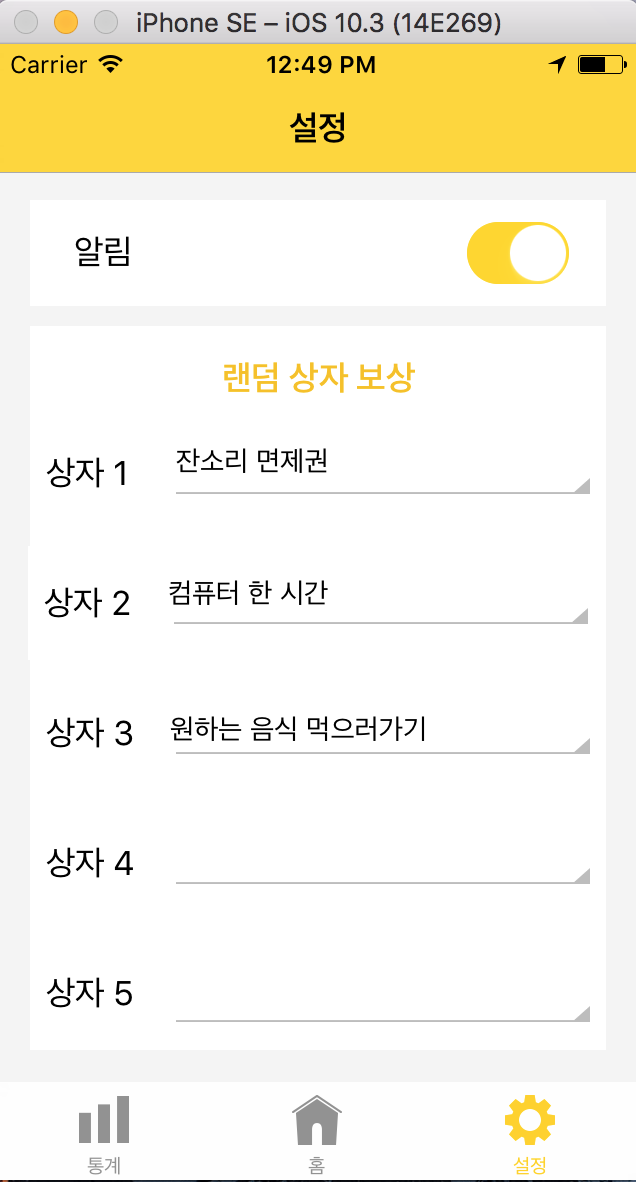 iPhone SE – iOS 10.3 (14E269)
Carrier 12:49 PM
설정
알림
랜덤 상자 보상
상자 1 잔소리 면제권
상자 2 컴퓨터 한 시간
상자 3 원하는 음식 먹으러가기
상자 4
상자 5
통계 홈 설정